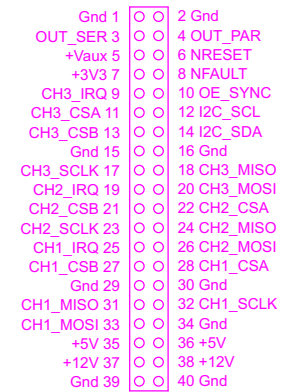 Gnd 1 2 Gnd
OUT_SER 3 4 OUT_PAR
+Vaux 5 6 NRESET
+3V3 7 8 NFAULT
CH3_IRQ 9 10 OE_SYNC
CH3_CSA 11 12 I2C_SCL
CH3_CSB 13 14 I2C_SDA
Gnd 15 16 Gnd
CH3_SCLK 17 18 CH3_MISO
CH2_IRQ 19 20 CH3_MOSI
CH2_CSB 21 22 CH2_CSA
CH2_SCLK 23 24 CH2_MISO
CH1_IRQ 25 26 CH2_MOSI
CH1_CSB 27 28 CH1_CSA
Gnd 29 30 Gnd
CH1_MISO 31 32 CH1_SCLK
CH1_MOSI 33 34 Gnd
+5V 35 36 +5V
+12V 37 38 +12V
Gnd 39 40 Gnd